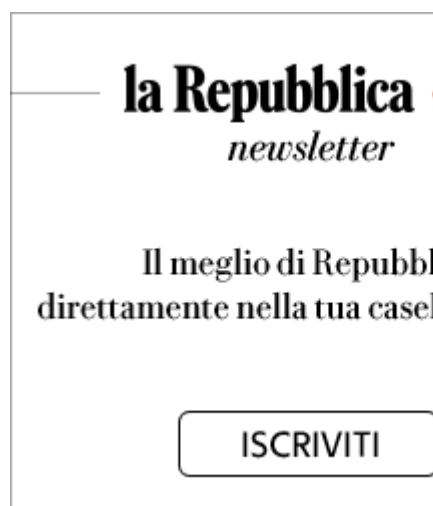 la Repubblica
newsletter
Il meglio di Repubbl
direttamente nella tua casel
ISCRIVITI